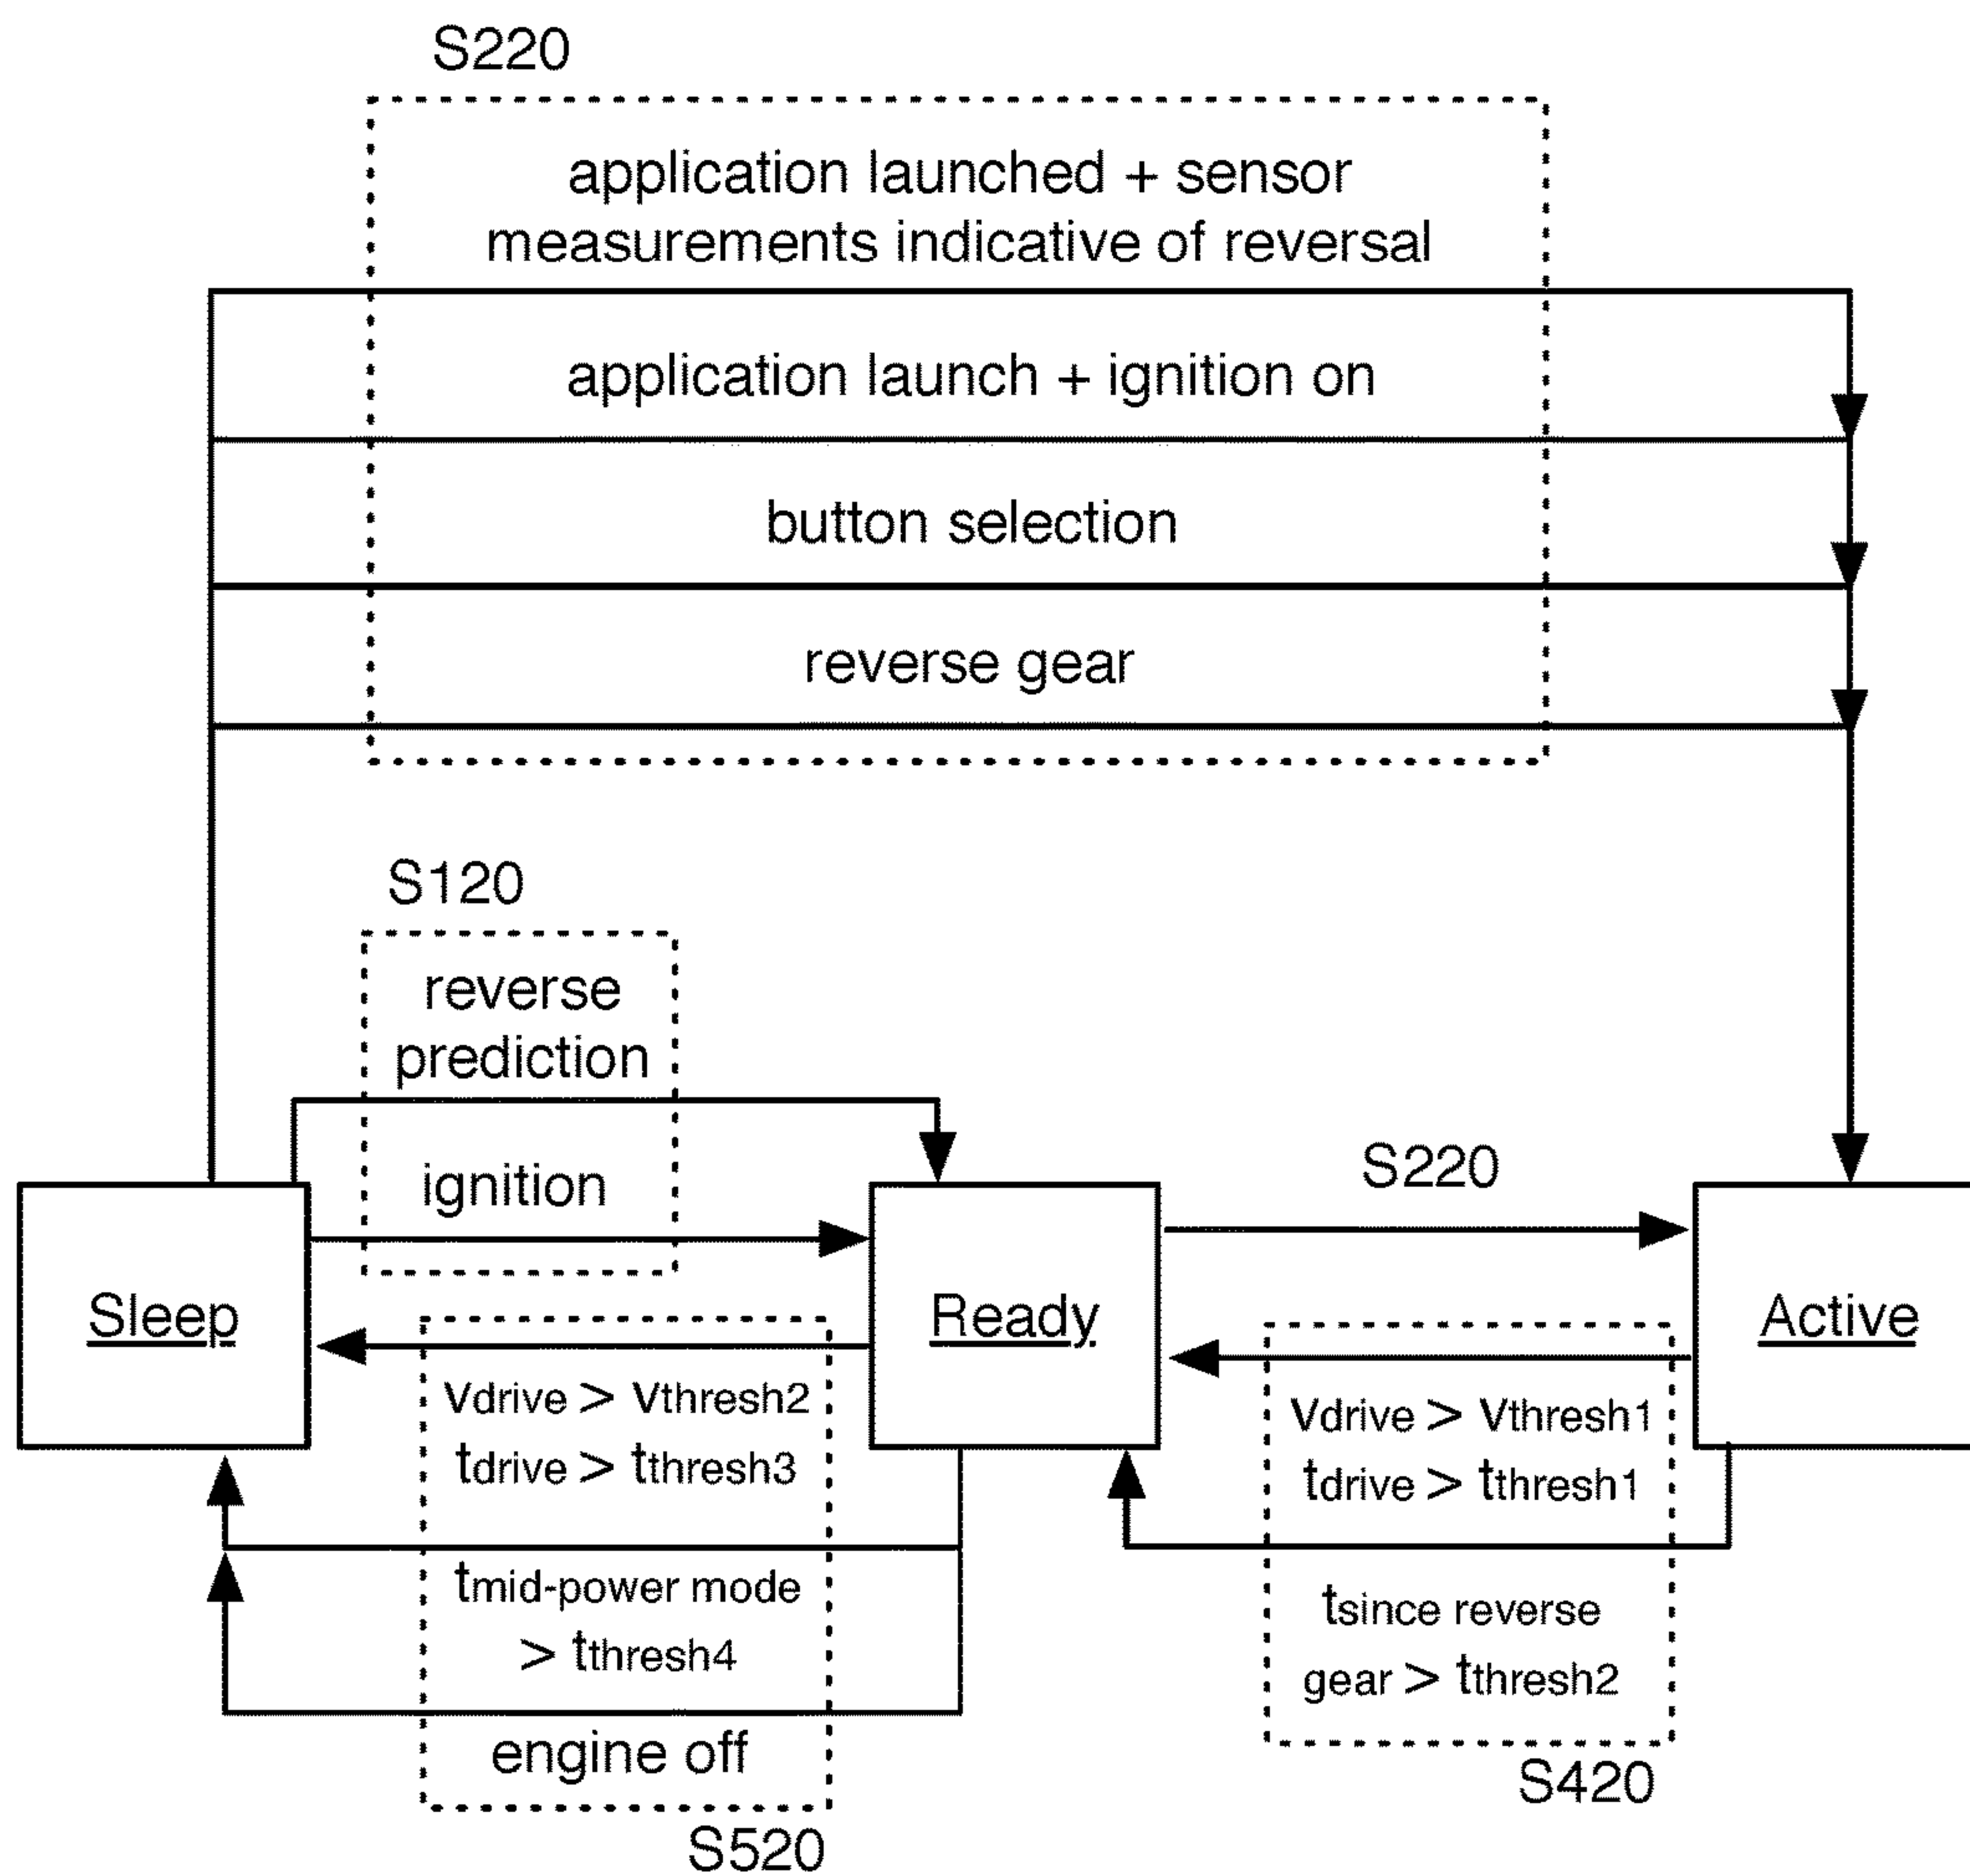 S220
application launched + sensor
measurements indicative of reversal
application launch + ignition on
button selection
reverse gear
S120
reverse
prediction
ignition
S220
Sleep
Ready
Active
vdrive > vthresh2
tdrive > tthresh3
tmid-power mode
> tthresh4
engine off
S520
vdrive > vthresh1
tdrive > tthresh1
tsince reverse
gear > tthresh2
S420